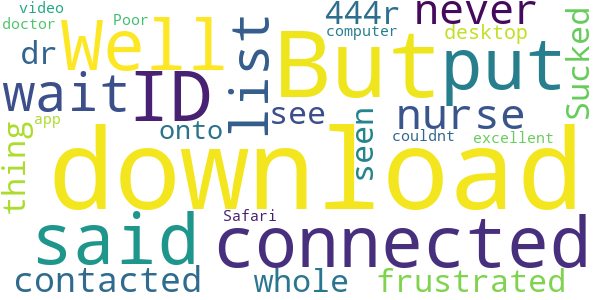 video
doctor
Poor
444r
never
computer
desktop
Well
But
put
Sucked
dr
list
wait
ID
see
nurse
onto
seen
couldnt
excellent
thing
app
download
Safari
said
connected
contacted
whole
frustrated